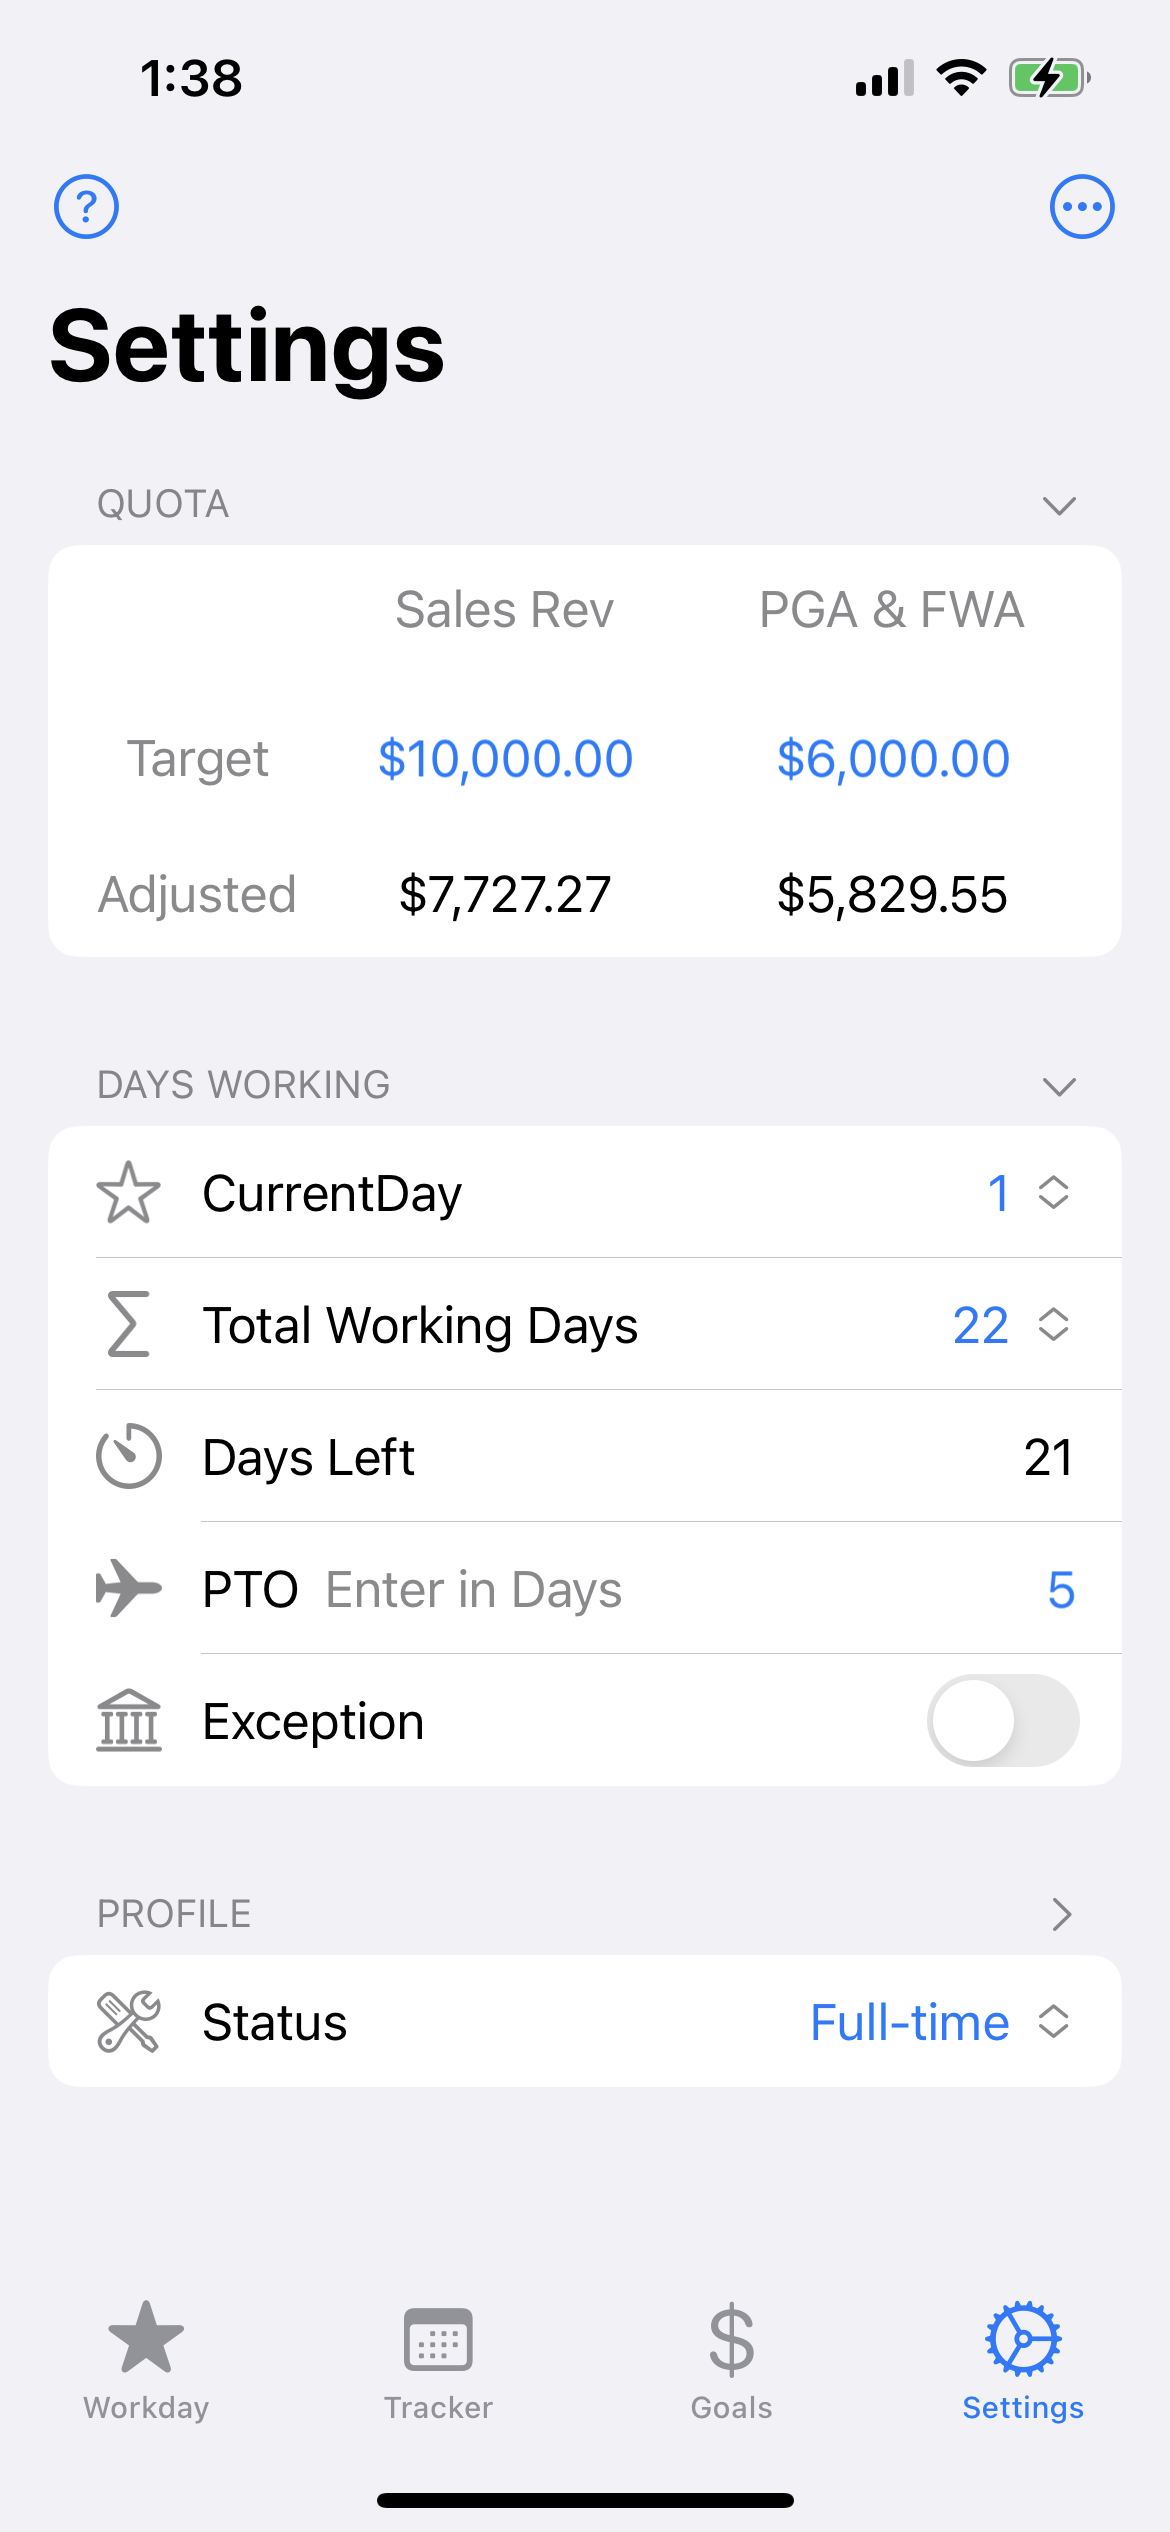 1:38
?
Settings
QUOTA
Sales Rev PGA & FWA
Target $10,000.00 $6,000.00
Adjusted $7,727.27 $5,829.55
DAYS WORKING
CurrentDay 1
Total Working Days 22
Days Left 21
PTO Enter in Days 5
Exception
PROFILE
Status Full-time
Workday Tracker Goals Settings